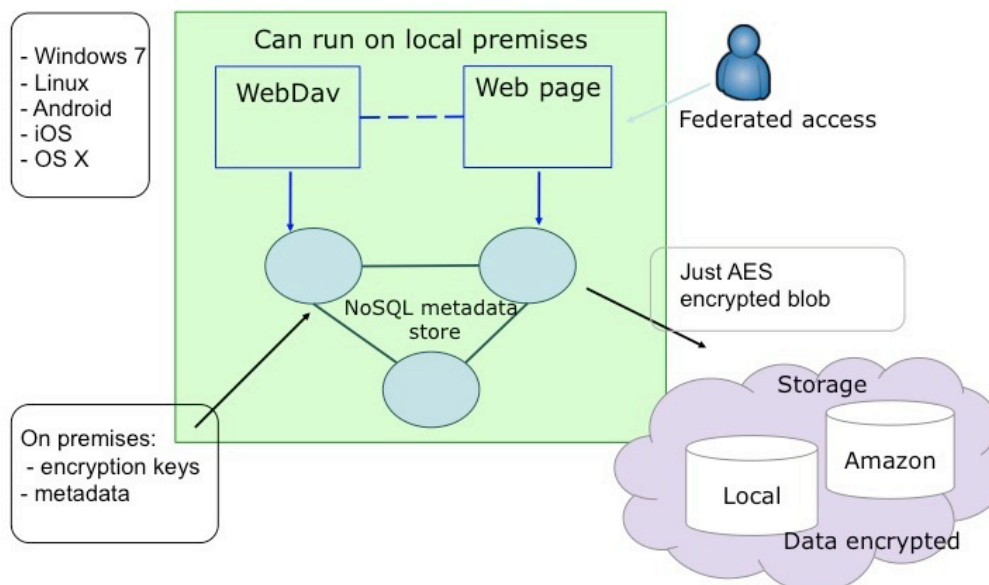 - Windows 7
- Linux
- Android
- iOS
- OS X
Can run on local premises
WebDav
Web page
Federated access
NoSQL metadata
store
Just AES
encrypted blob
On premises:
- encryption keys
- metadata
Storage
Amazon
Local
Data encrypted